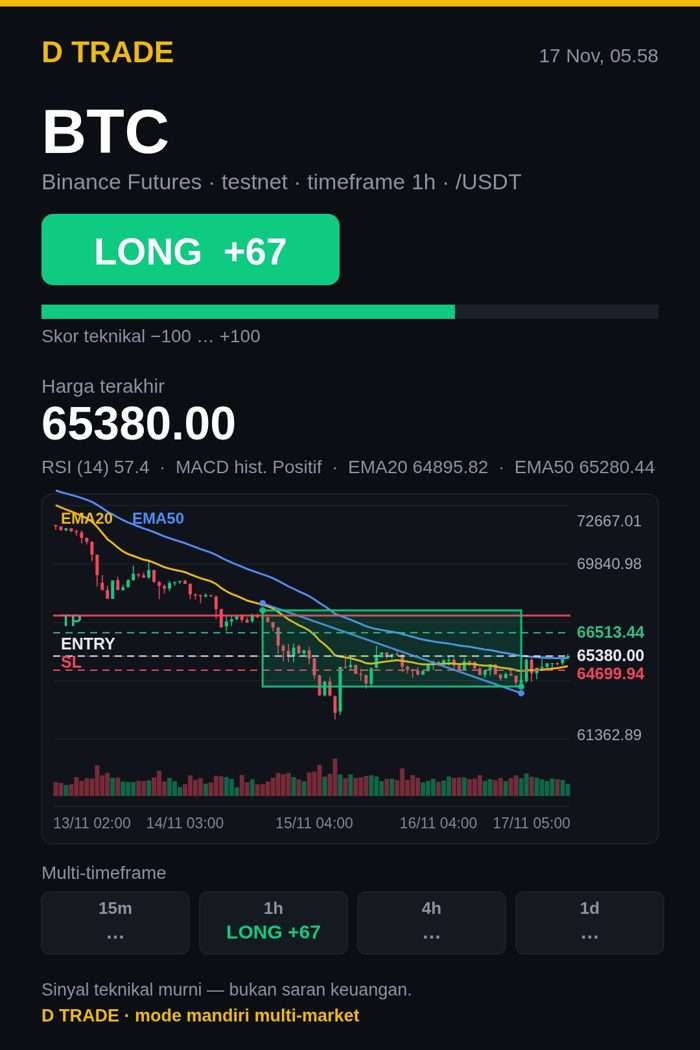 D TRADE
17 Nov, 05.58
BTC
Binance Futures · testnet · timeframe 1h · /USDT
LONG +67
Skor teknikal −100 … +100
Harga terakhir
65380.00
RSI (14) 57.4 · MACD hist. Positif · EMA20 64895.82 · EMA50 65280.44
EMA20 EMA50
72667.01
69840.98
TP
66513.44
ENTRY
65380.00
SL
64699.94
61362.89
13/11 02:00 14/11 03:00 15/11 04:00 16/11 04:00 17/11 05:00
Multi-timeframe
15m 1h 4h 1d
… LONG +67 … …
Sinyal teknikal murni — bukan saran keuangan.
D TRADE · mode mandiri multi-market